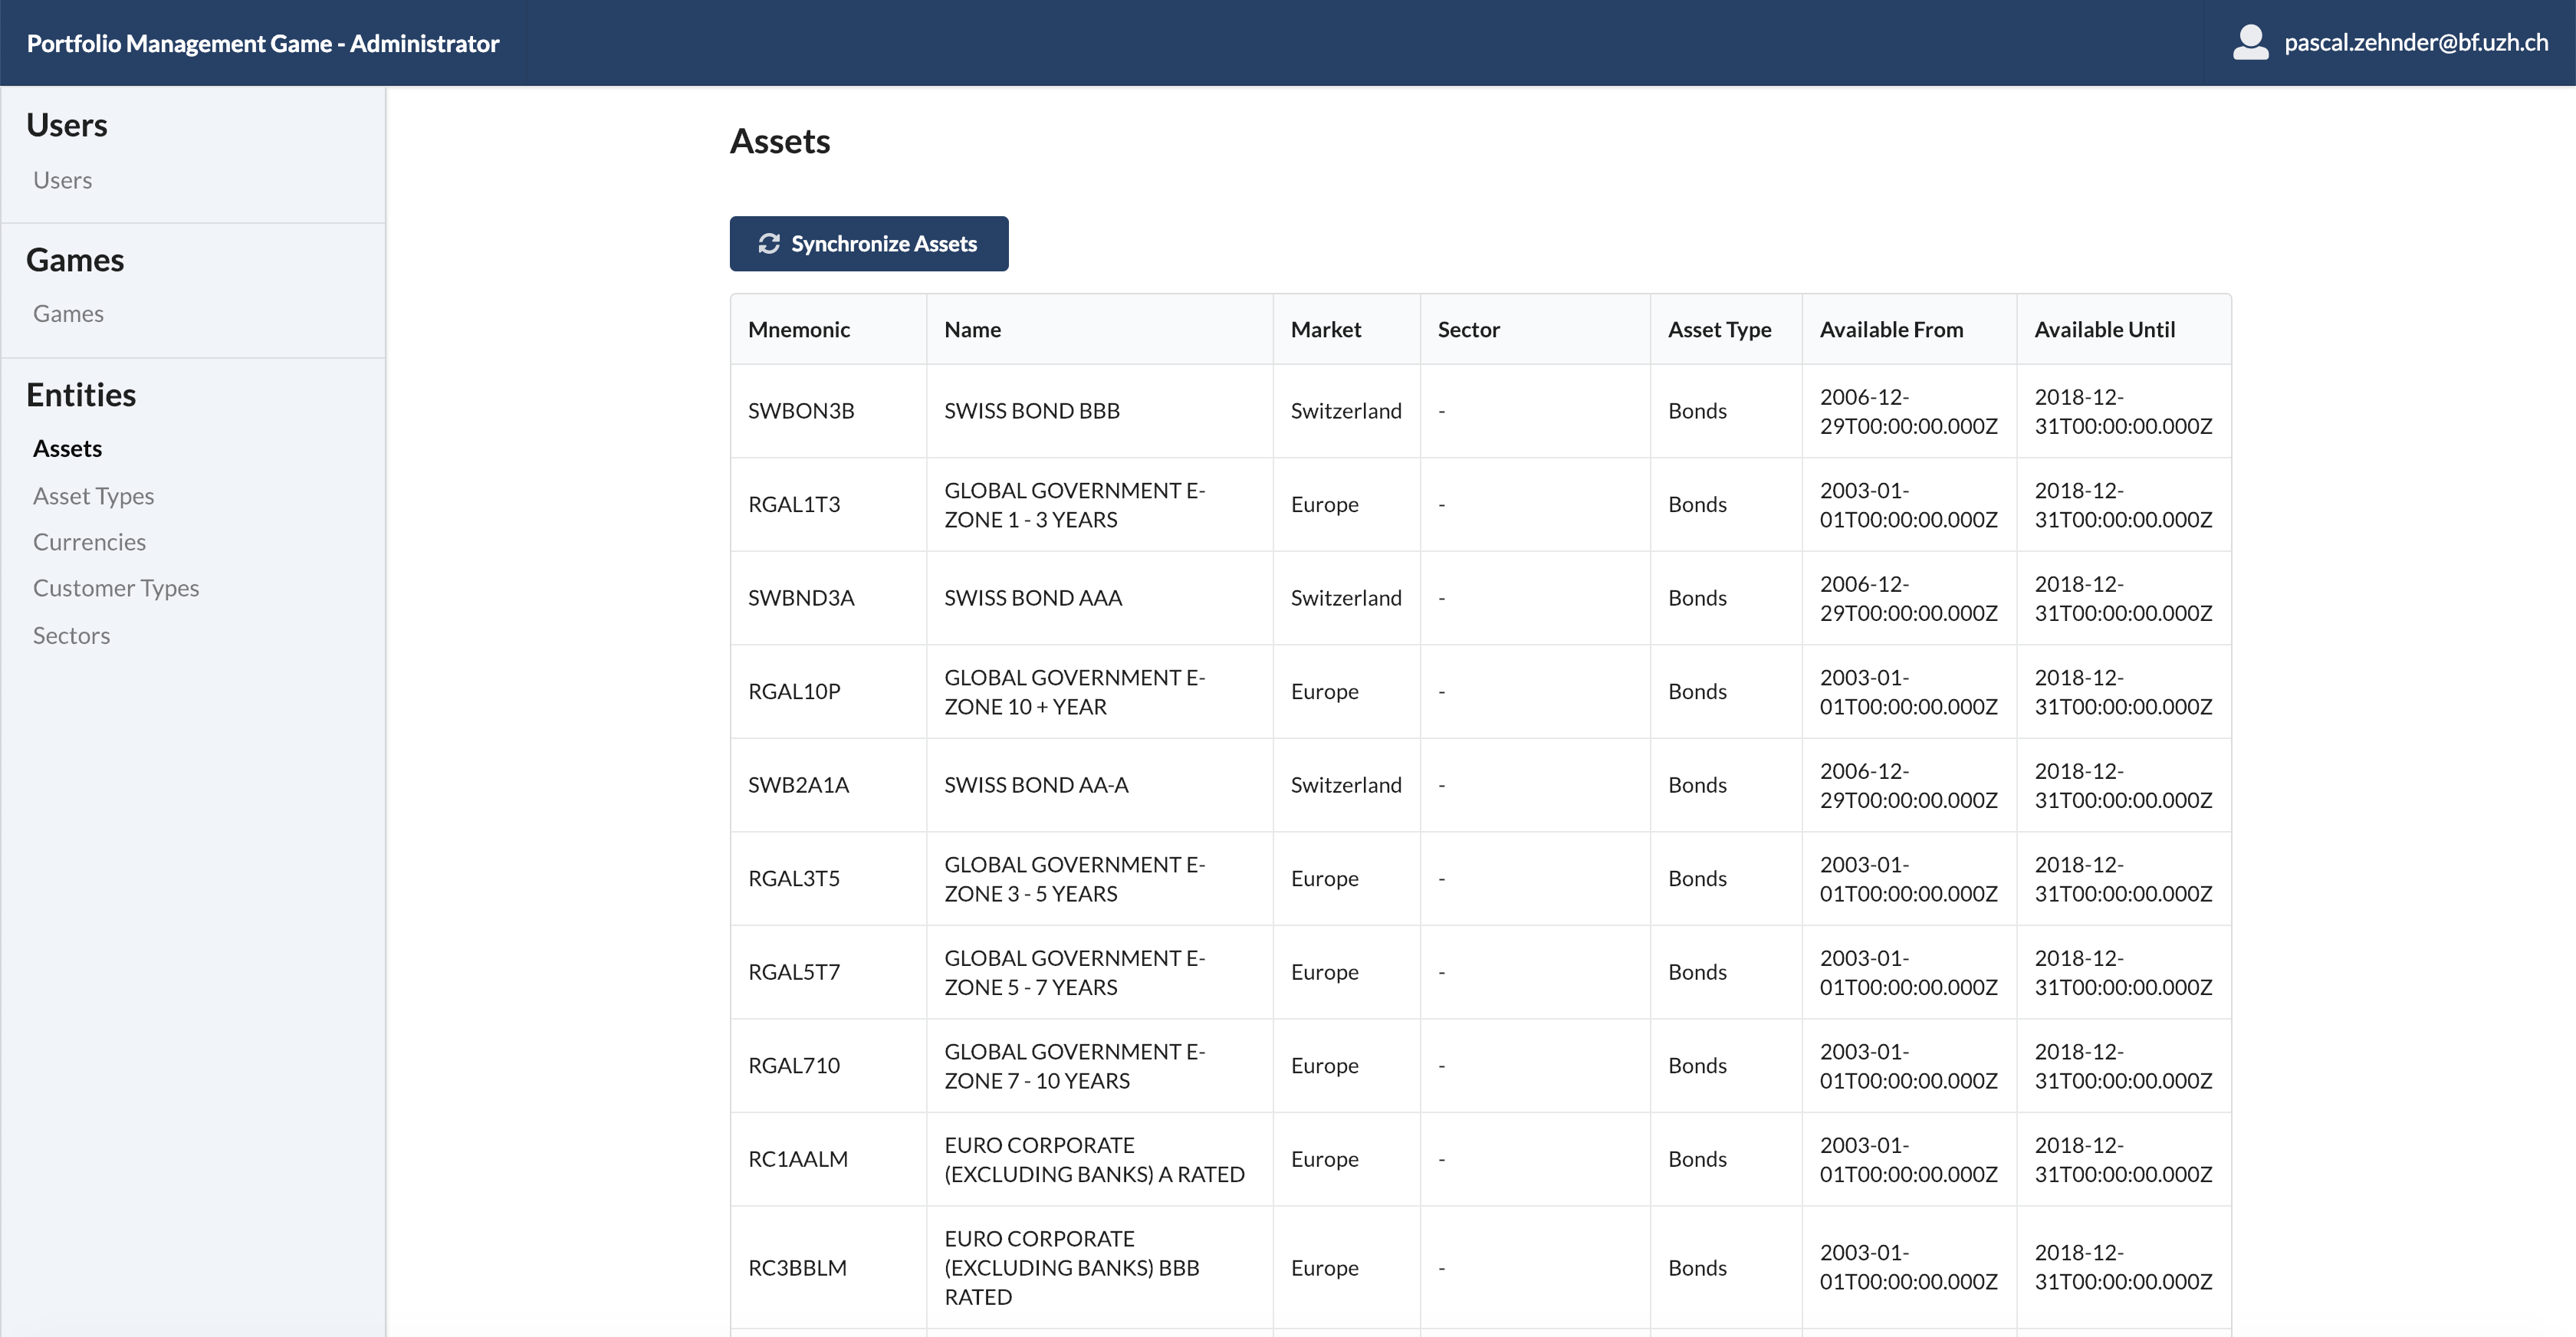 Portfolio Management Game - Administrator
pascal.zehnder@bf.uzh.ch
Users
Users
Games
Games
Entities
Assets
Asset Types
Currencies
Customer Types
Sectors
Assets
Synchronize Assets
Mnemonic Name Market Sector Asset Type Available From Available Until
SWBON3B SWISS BOND BBB Switzerland - Bonds 2006-12-
29T00:00:00.000Z 2018-12-
31T00:00:00.000Z
RGAL1T3 GLOBAL GOVERNMENT E-
ZONE 1 - 3 YEARS Europe - Bonds 2003-01-
01T00:00:00.000Z 2018-12-
31T00:00:00.000Z
SWBND3A SWISS BOND AAA Switzerland - Bonds 2006-12-
29T00:00:00.000Z 2018-12-
31T00:00:00.000Z
RGAL10P GLOBAL GOVERNMENT E-
ZONE 10 + YEAR Europe - Bonds 2003-01-
01T00:00:00.000Z 2018-12-
31T00:00:00.000Z
SWB2A1A SWISS BOND AA-A Switzerland - Bonds 2006-12-
29T00:00:00.000Z 2018-12-
31T00:00:00.000Z
RGAL3T5 GLOBAL GOVERNMENT E-
ZONE 3 - 5 YEARS Europe - Bonds 2003-01-
01T00:00:00.000Z 2018-12-
31T00:00:00.000Z
RGAL5T7 GLOBAL GOVERNMENT E-
ZONE 5 - 7 YEARS Europe - Bonds 2003-01-
01T00:00:00.000Z 2018-12-
31T00:00:00.000Z
RGAL710 GLOBAL GOVERNMENT E-
ZONE 7 - 10 YEARS Europe - Bonds 2003-01-
01T00:00:00.000Z 2018-12-
31T00:00:00.000Z
RC1AALM EURO CORPORATE
(EXCLUDING BANKS) A RATED Europe - Bonds 2003-01-
01T00:00:00.000Z 2018-12-
31T00:00:00.000Z
RC3BBLM EURO CORPORATE
(EXCLUDING BANKS) BBB
RATED Europe - Bonds 2003-01-
01T00:00:00.000Z 2018-12-
31T00:00:00.000Z